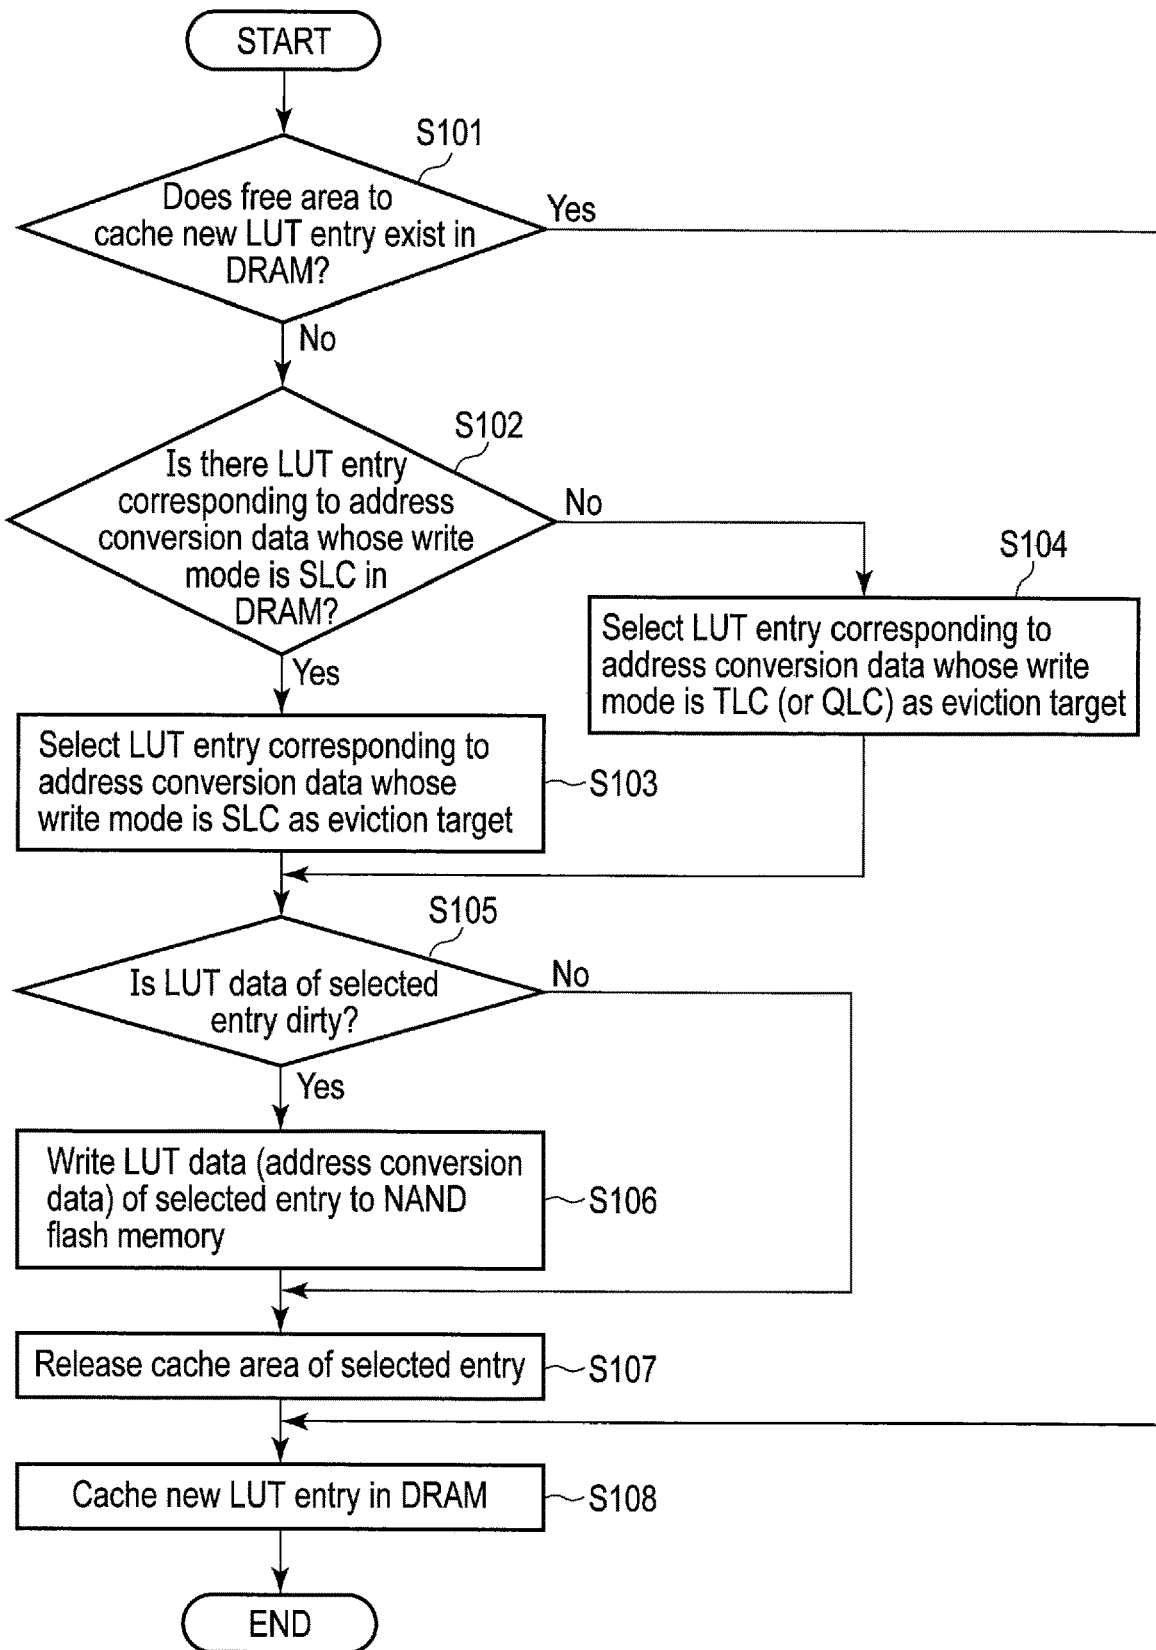 START
S101
Does free area to
cache new LUT entry exist in
DRAM?
Yes
No
S102
Is there LUT entry
corresponding to address
conversion data whose write
mode is SLC in
DRAM?
No
Yes
S104
Select LUT entry corresponding to
address conversion data whose write
mode is TLC (or QLC) as eviction target
Select LUT entry corresponding to
address conversion data whose
write mode is SLC as eviction target
S103
S105
Is LUT data of selected
entry dirty?
No
Yes
Write LUT data (address conversion
data) of selected entry to NAND
flash memory
S106
Release cache area of selected entry
S107
Cache new LUT entry in DRAM
S108
END